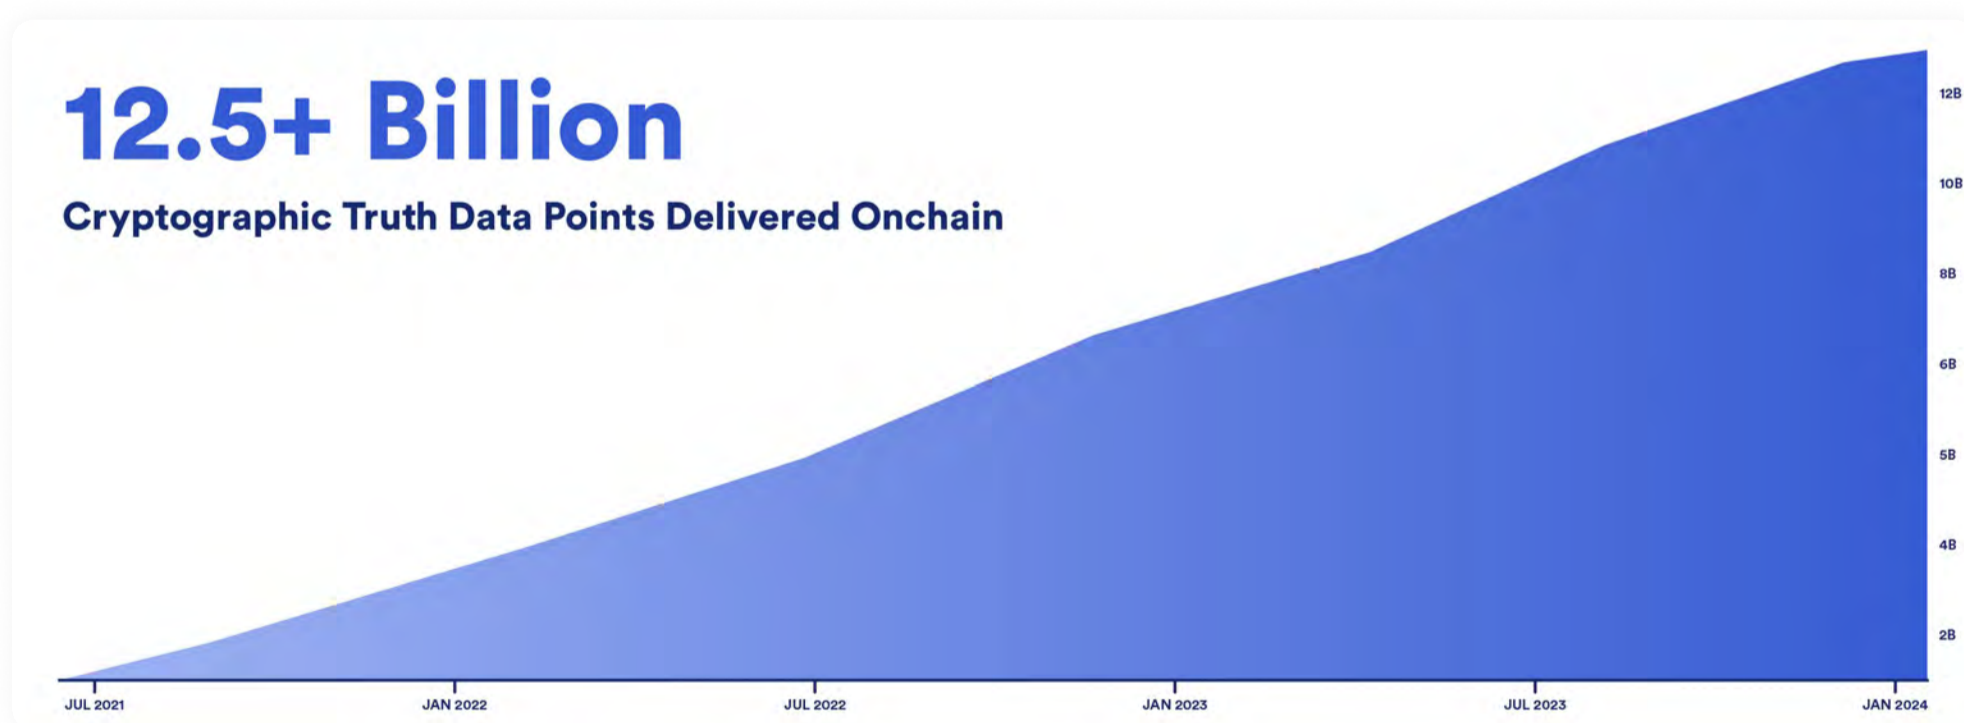 12.5+ Billion
Cryptographic Truth Data Points Delivered Onchain
12B
10B
8B
6B
5B
4B
2B
JUL 2021 JAN 2022 JUL 2022 JAN 2023 JUL 2023 JAN 2024